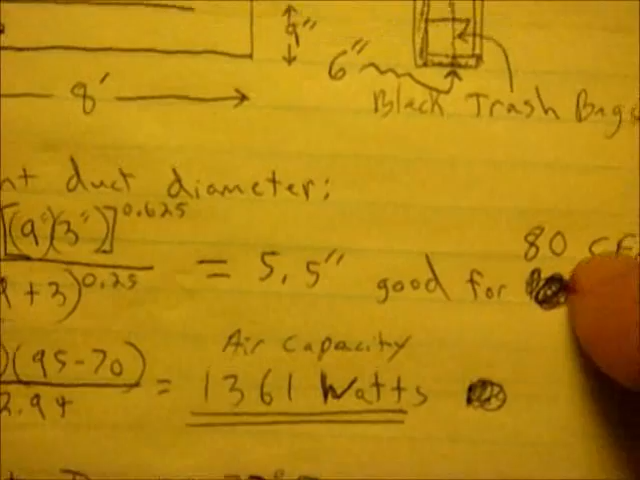 9"
6"
8'
Black Trash Bags
nt duct diameter:
[(9")(3")]^0.625
+3)^0.25
= 5.5" good for
80 CF
)(95-70)
2.94
= 1361 Watts
Air Capacity